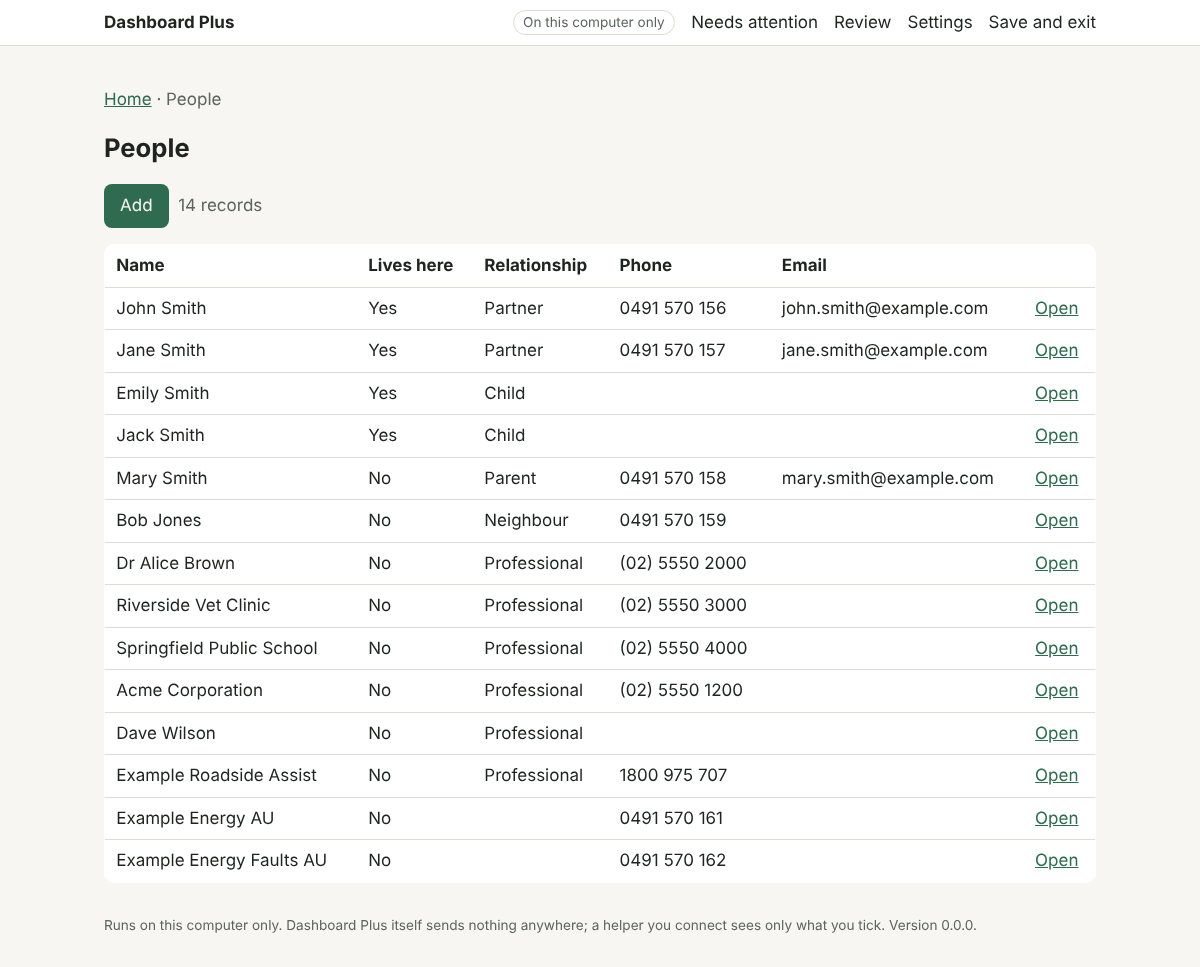 Dashboard Plus On this computer only Needs attention Review Settings Save and exit
Home · People
People
Add 14 records
Name Lives here Relationship Phone Email
John Smith Yes Partner 0491 570 156 john.smith@example.com Open
Jane Smith Yes Partner 0491 570 157 jane.smith@example.com Open
Emily Smith Yes Child Open
Jack Smith Yes Child Open
Mary Smith No Parent 0491 570 158 mary.smith@example.com Open
Bob Jones No Neighbour 0491 570 159 Open
Dr Alice Brown No Professional (02) 5550 2000 Open
Riverside Vet Clinic No Professional (02) 5550 3000 Open
Springfield Public School No Professional (02) 5550 4000 Open
Acme Corporation No Professional (02) 5550 1200 Open
Dave Wilson No Professional Open
Example Roadside Assist No Professional 1800 975 707 Open
Example Energy AU No 0491 570 161 Open
Example Energy Faults AU No 0491 570 162 Open
Runs on this computer only. Dashboard Plus itself sends nothing anywhere; a helper you connect sees only what you tick. Version 0.0.0.